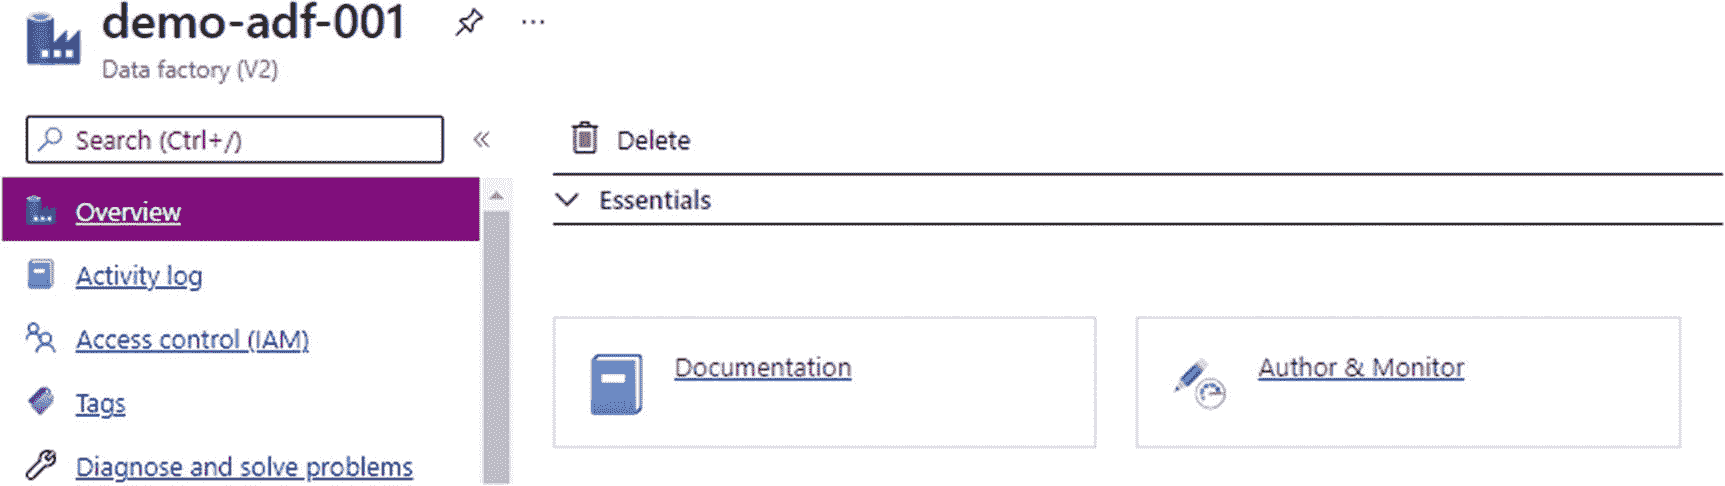 demo-adf-001
Data factory (V2)
Search (Ctrl+/)
Delete
Overview
Essentials
Activity log
Access control (IAM)
Documentation
Author & Monitor
Tags
Diagnose and solve problems